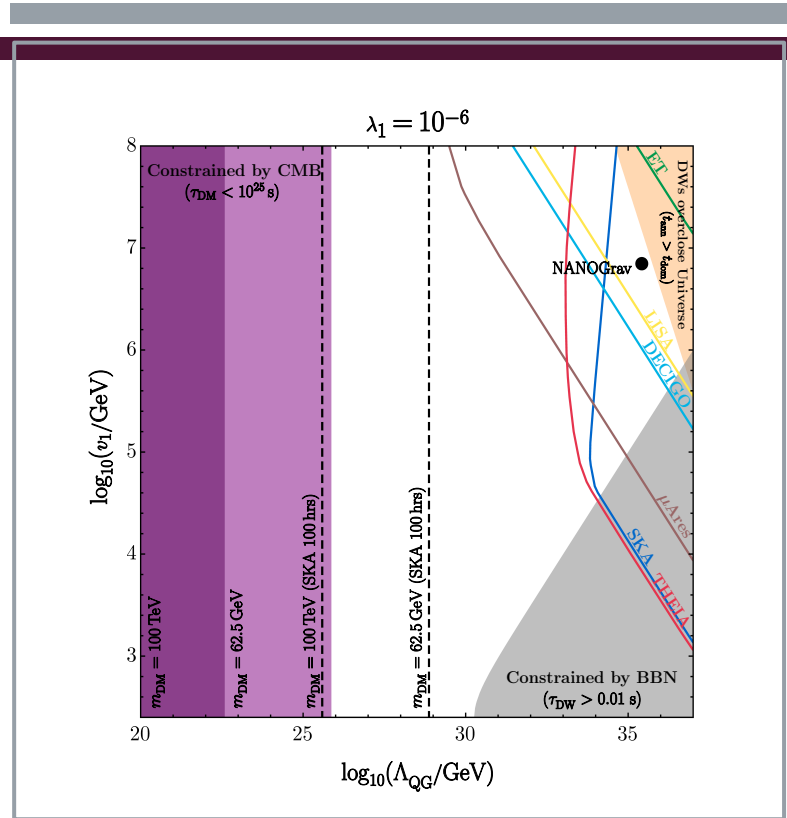 λ₁ = 10⁻⁶
Constrained by CMB
(τ_DM < 10²⁵ s)
ET
DWs overclose Universe
(t_ann > t_dom)
NANOGrav
LISA
DECIGO
μAres
SKA
THEIA
m_DM = 100 TeV
m_DM = 62.5 GeV
m_DM = 100 TeV (SKA 100 hrs)
m_DM = 62.5 GeV (SKA 100 hrs)
Constrained by BBN
(τ_DW > 0.01 s)
8
7
6
5
4
3
log₁₀(v₁/GeV)
20 25 30 35
log₁₀(Λ_QG/GeV)